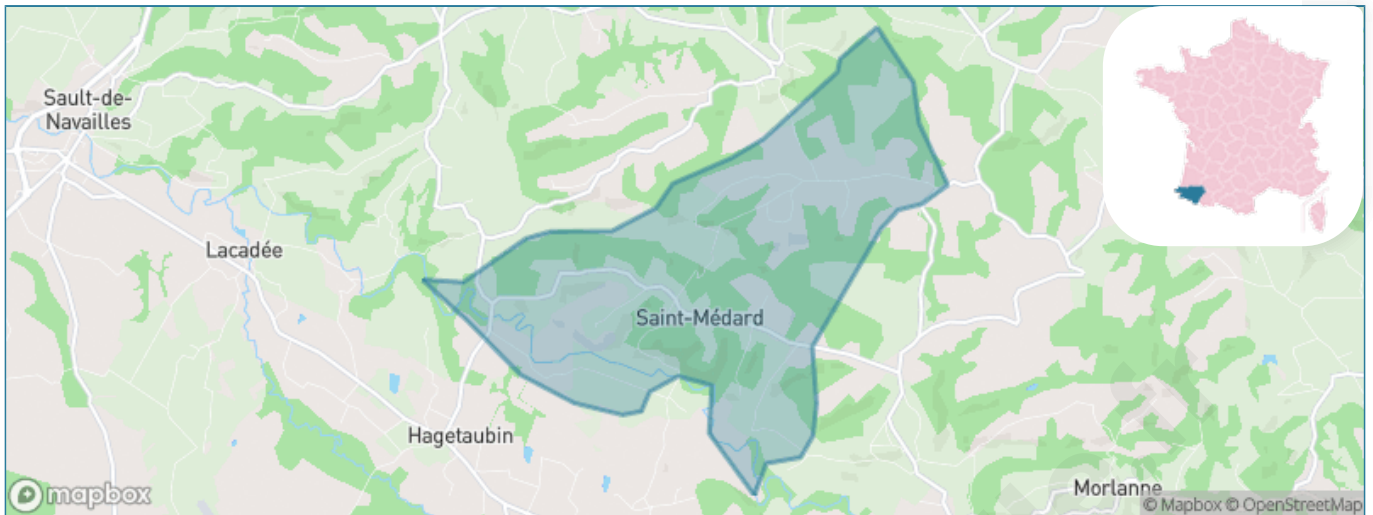 Sault-de-
Navailles
Lacadée
Saint-Médard
Hagetaubin
Morlanne
mapbox
© Mapbox © OpenStreetMap